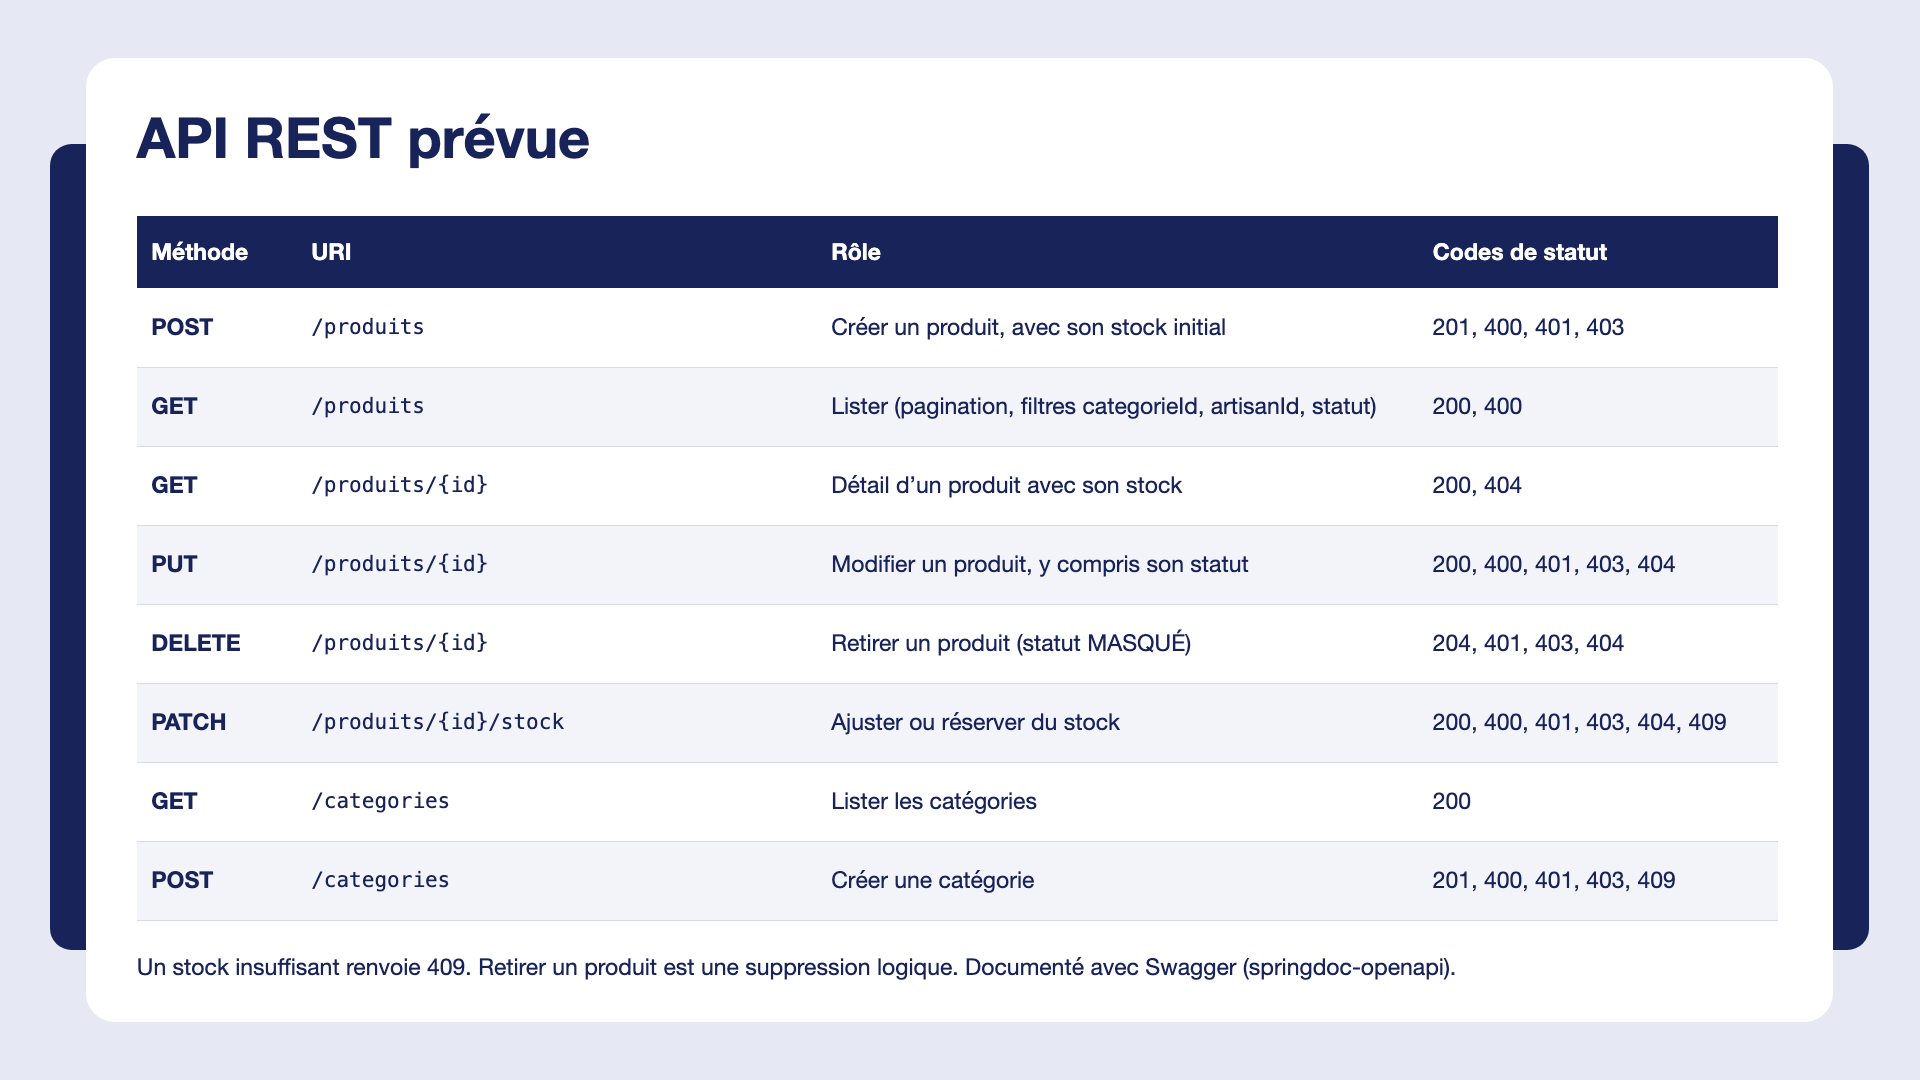 API REST prévue
Méthode URI Rôle Codes de statut
POST /produits Créer un produit, avec son stock initial 201, 400, 401, 403
GET /produits Lister (pagination, filtres categorieId, artisanId, statut) 200, 400
GET /produits/{id} Détail d’un produit avec son stock 200, 404
PUT /produits/{id} Modifier un produit, y compris son statut 200, 400, 401, 403, 404
DELETE /produits/{id} Retirer un produit (statut MASQUÉ) 204, 401, 403, 404
PATCH /produits/{id}/stock Ajuster ou réserver du stock 200, 400, 401, 403, 404, 409
GET /categories Lister les catégories 200
POST /categories Créer une catégorie 201, 400, 401, 403, 409
Un stock insuffisant renvoie 409. Retirer un produit est une suppression logique. Documenté avec Swagger (springdoc-openapi).